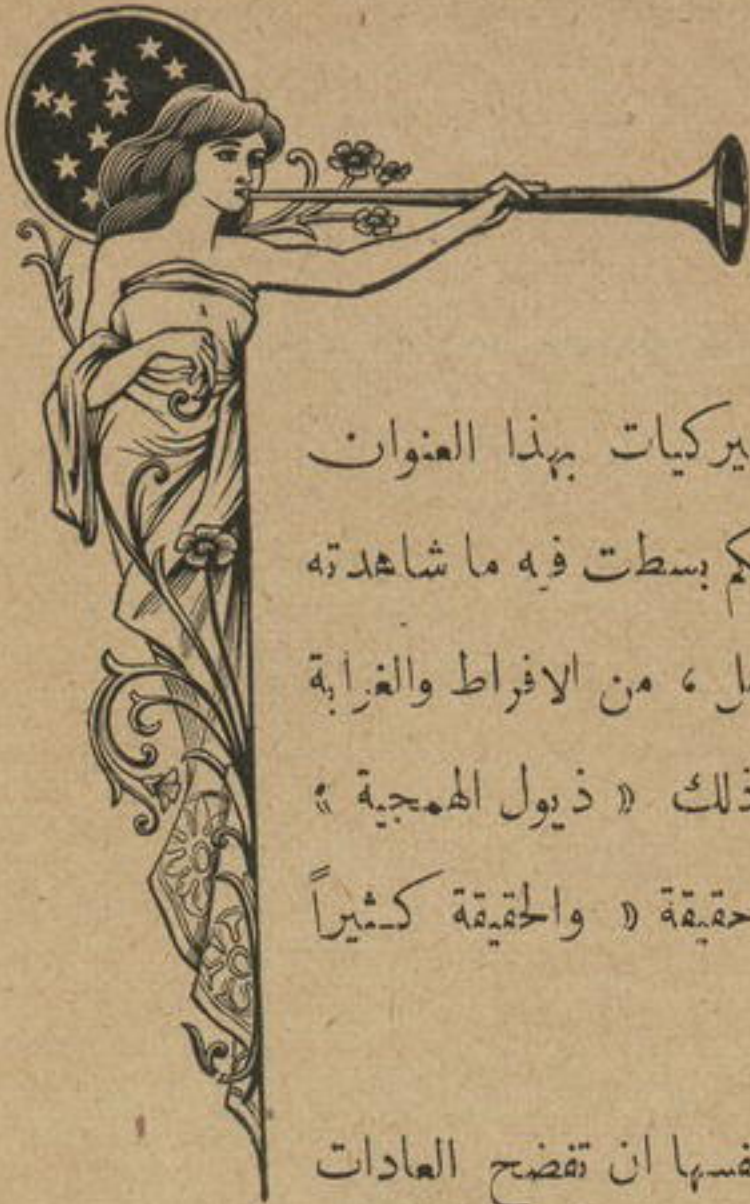 يركيات بهذا العنوان
كم بسطت فيه ما شاهدته
ل ، من الافراط والغرابة
ذلك « ذيول الهمجية »
حقيقة « والحقيقة كثيراً
فسها ان تفضح العادات